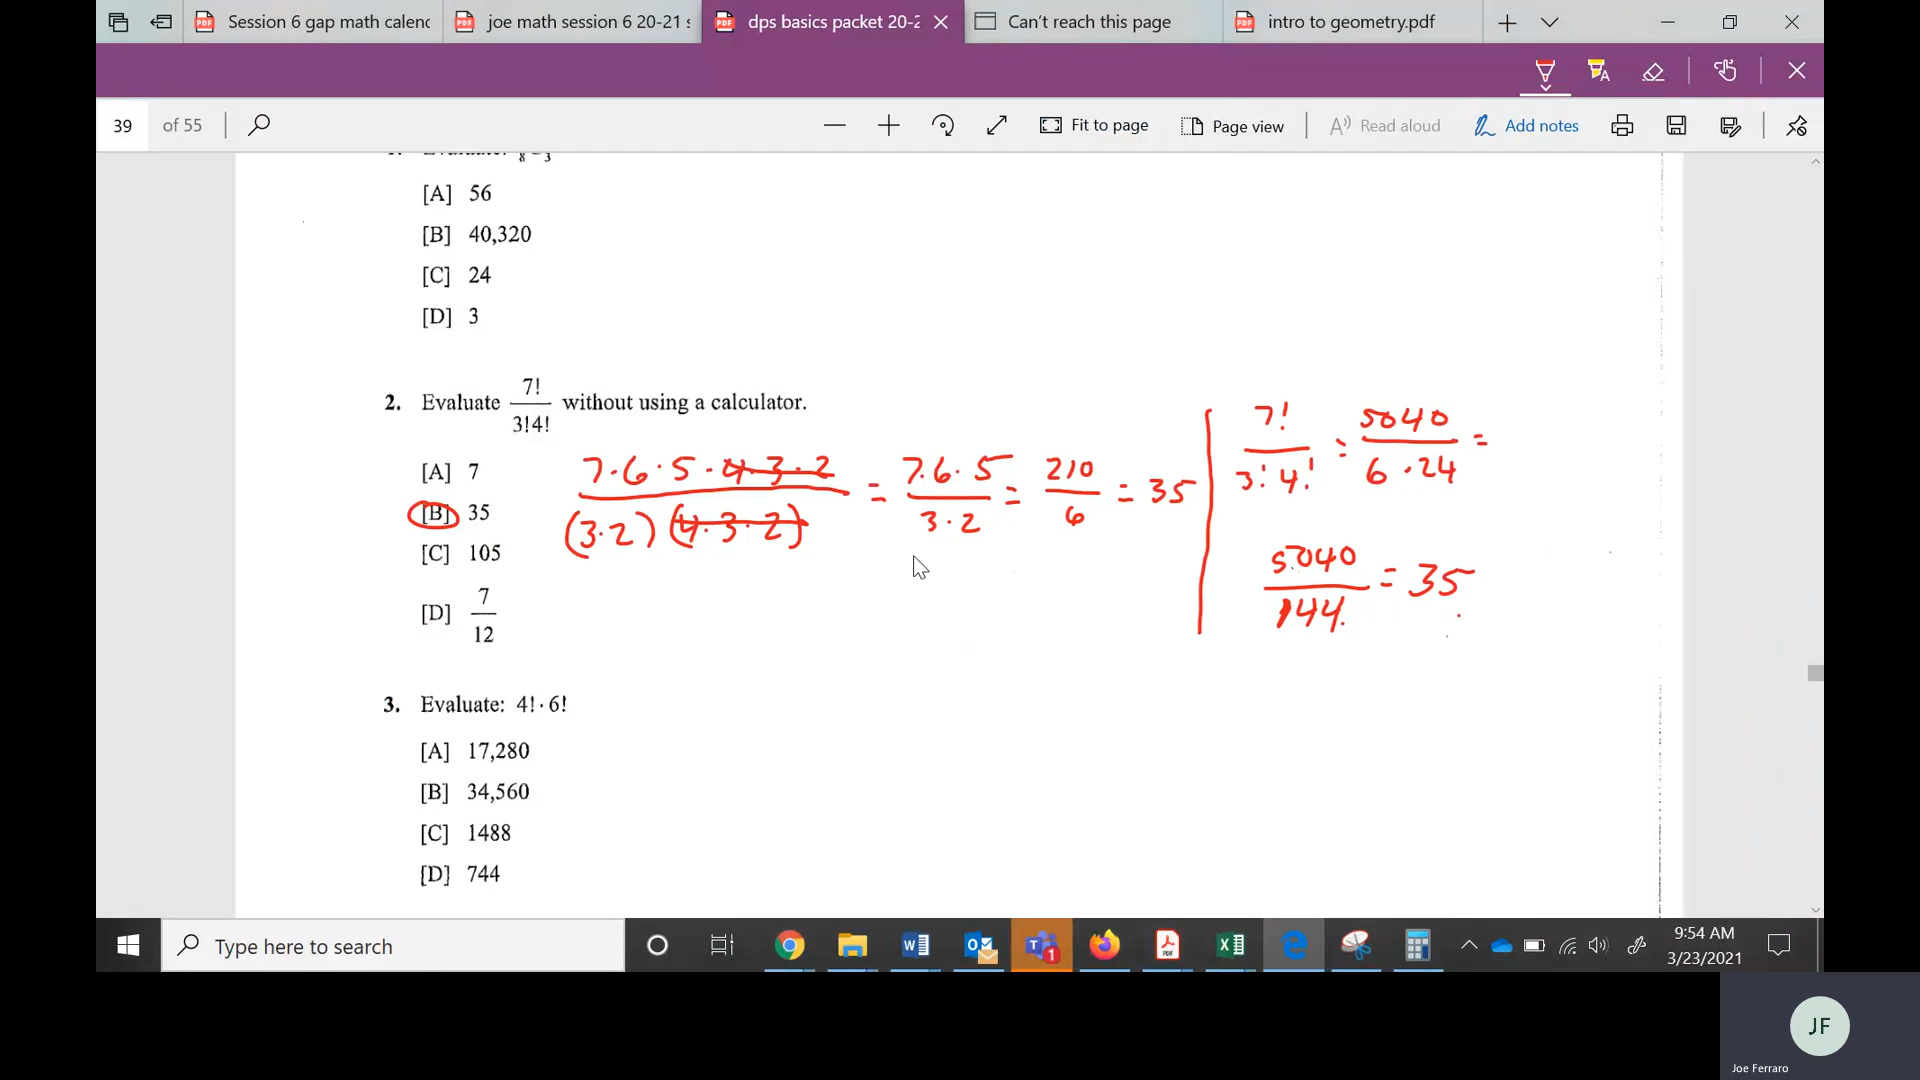 Session 6 gap math calenc
joe math session 6 20-21 s
dps basics packet 20-2
Can't reach this page
intro to geometry.pdf
39 of 55
Fit to page
Page view
Read aloud
Add notes
[A] 56
[B] 40,320
[C] 24
[D] 3
2. Evaluate 7!/3!4! without using a calculator.
[A] 7
[B] 35
[C] 105
[D] 7/12
7·6·5·4·3·2/(3·2)(4·3·2) = 7·6·5/3·2 = 210/6 = 35
7!/3!4! = 5040/6·24 =
5040/144 = 35
3. Evaluate: 4!·6!
[A] 17,280
[B] 34,560
[C] 1488
[D] 744
Type here to search
9:54 AM
3/23/2021
JF
Joe Ferraro